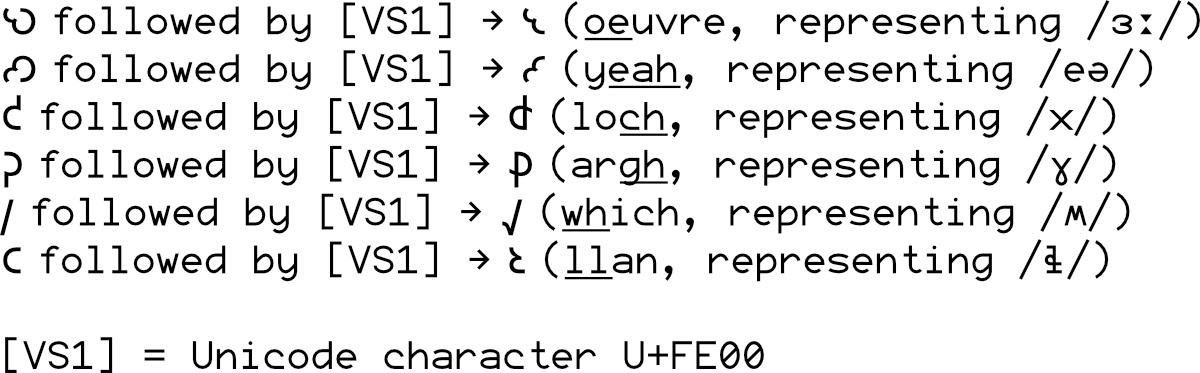 𐑻 followed by [VS1] → 𐑻︀ (oeuvre, representing /ɜː/)
𐑺 followed by [VS1] → 𐑺︀ (yeah, representing /eə/)
𐑒 followed by [VS1] → 𐑒︀ (loch, representing /x/)
𐑜 followed by [VS1] → 𐑜︀ (argh, representing /ɣ/)
𐑢 followed by [VS1] → 𐑢︀ (which, representing /ʍ/)
𐑤 followed by [VS1] → 𐑤︀ (llan, representing /ɬ/)
[VS1] = Unicode character U+FE00